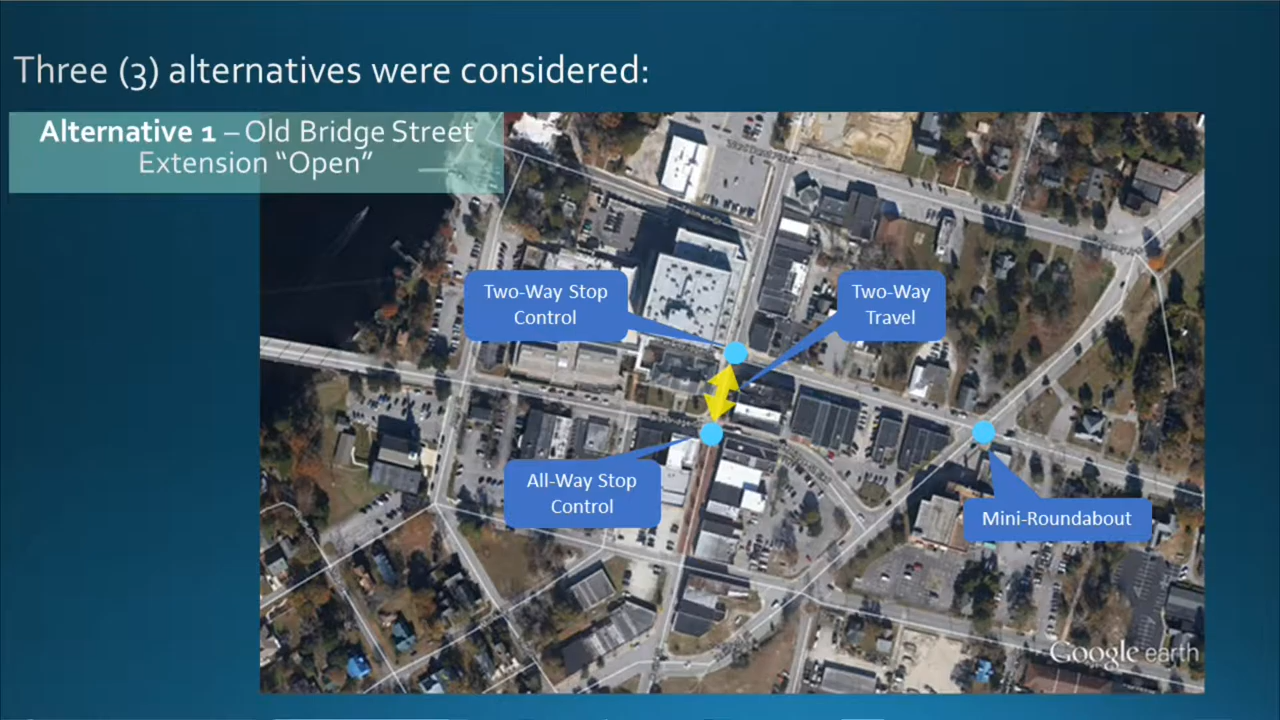 Three (3) alternatives were considered:
Alternative 1 – Old Bridge Street
Extension “Open”
Two-Way Stop
Control
Two-Way
Travel
All-Way Stop
Control
Mini-Roundabout
Google earth